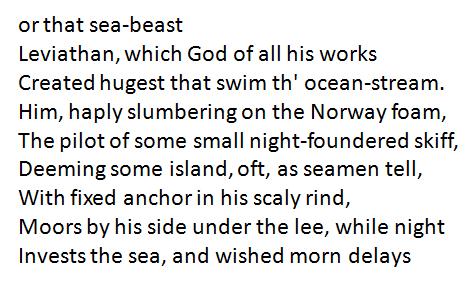 or that sea-beast
Leviathan, which God of all his works
Created hugest that swim th' ocean-stream.
Him, haply slumbering on the Norway foam,
The pilot of some small night-foundered skiff,
Deeming some island, oft, as seamen tell,
With fixed anchor in his scaly rind,
Moors by his side under the lee, while night
Invests the sea, and wished morn delays